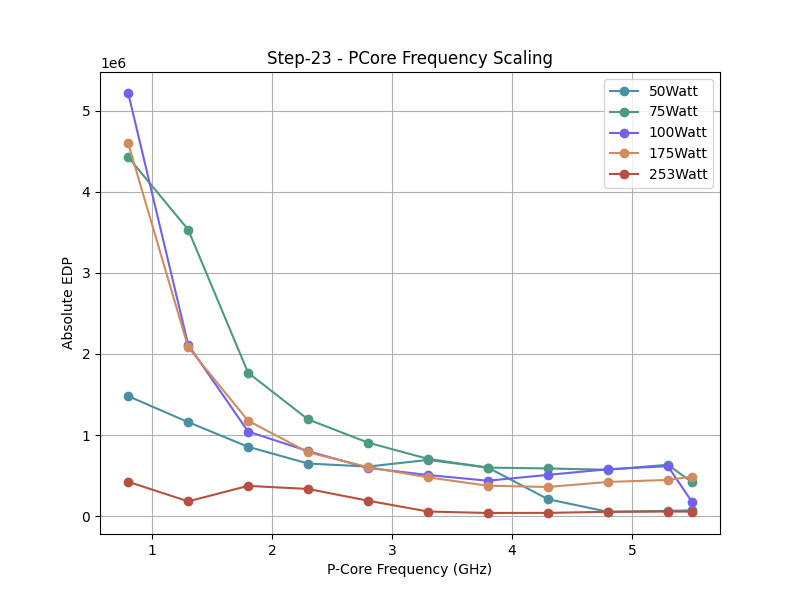 Step-23 - PCore Frequency Scaling
1e6
5
4
3
2
1
0
Absolute EDP
50Watt
75Watt
100Watt
175Watt
253Watt
1 2 3 4 5
P-Core Frequency (GHz)